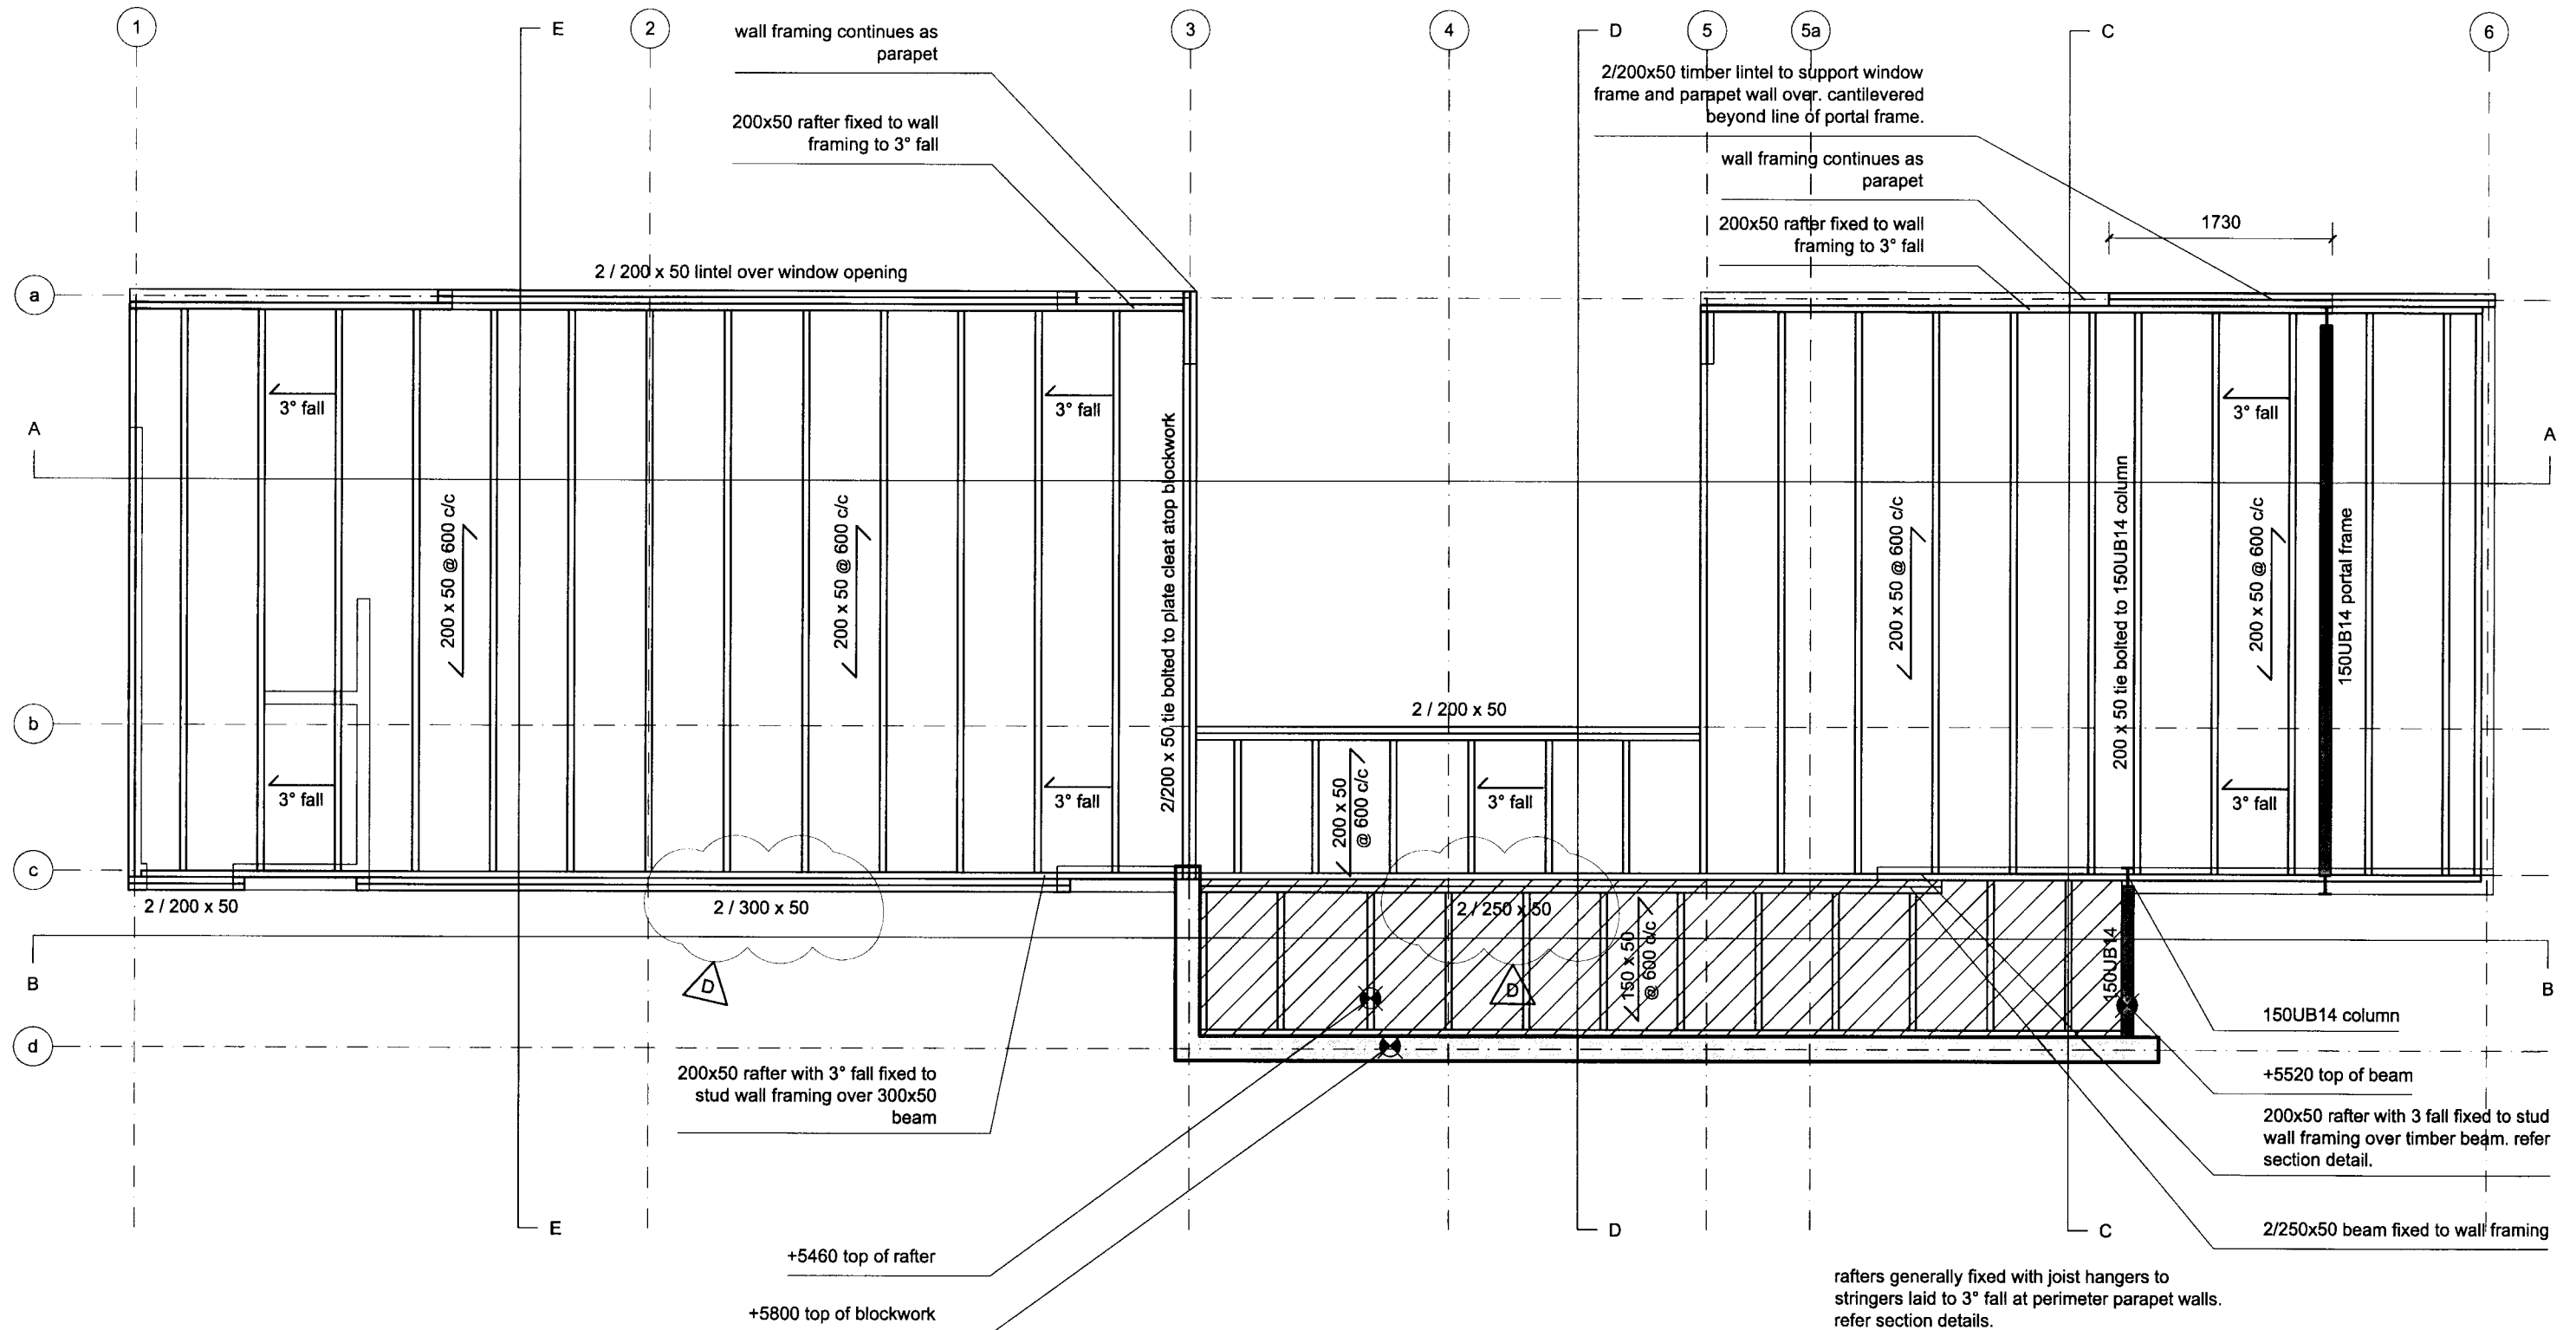 1
E
2
3
4
D
5
5a
C
6
wall framing continues as
parapet
200x50 rafter fixed to wall
framing to 3° fall
2/200x50 timber lintel to support window
frame and parapet wall over. cantilevered
beyond line of portal frame.
wall framing continues as
parapet
200x50 rafter fixed to wall
framing to 3° fall
1730
a
2 / 200 x 50 lintel over window opening
3° fall
3° fall
3° fall
A
A
200 x 50 @ 600 c/c
200 x 50 @ 600 c/c
2/200 x 50 tie bolted to plate cleat atop blockwork
200 x 50 @ 600 c/c
200 x 50 tie bolted to 150UB14 column
200 x 50 @ 600 c/c
150UB14 portal frame
b
2 / 200 x 50
3° fall
3° fall
200 x 50
@ 600 c/c
3° fall
3° fall
c
2 / 200 x 50
2 / 300 x 50
2 / 250 x 50
150 x 50
@ 600 c/c
150UB14
B
D
D
B
150UB14 column
d
200x50 rafter with 3° fall fixed to
stud wall framing over 300x50
beam
+5520 top of beam
200x50 rafter with 3 fall fixed to stud
wall framing over timber beam. refer
section detail.
E
D
C
2/250x50 beam fixed to wall framing
+5460 top of rafter
+5800 top of blockwork
rafters generally fixed with joist hangers to
stringers laid to 3° fall at perimeter parapet walls.
refer section details.